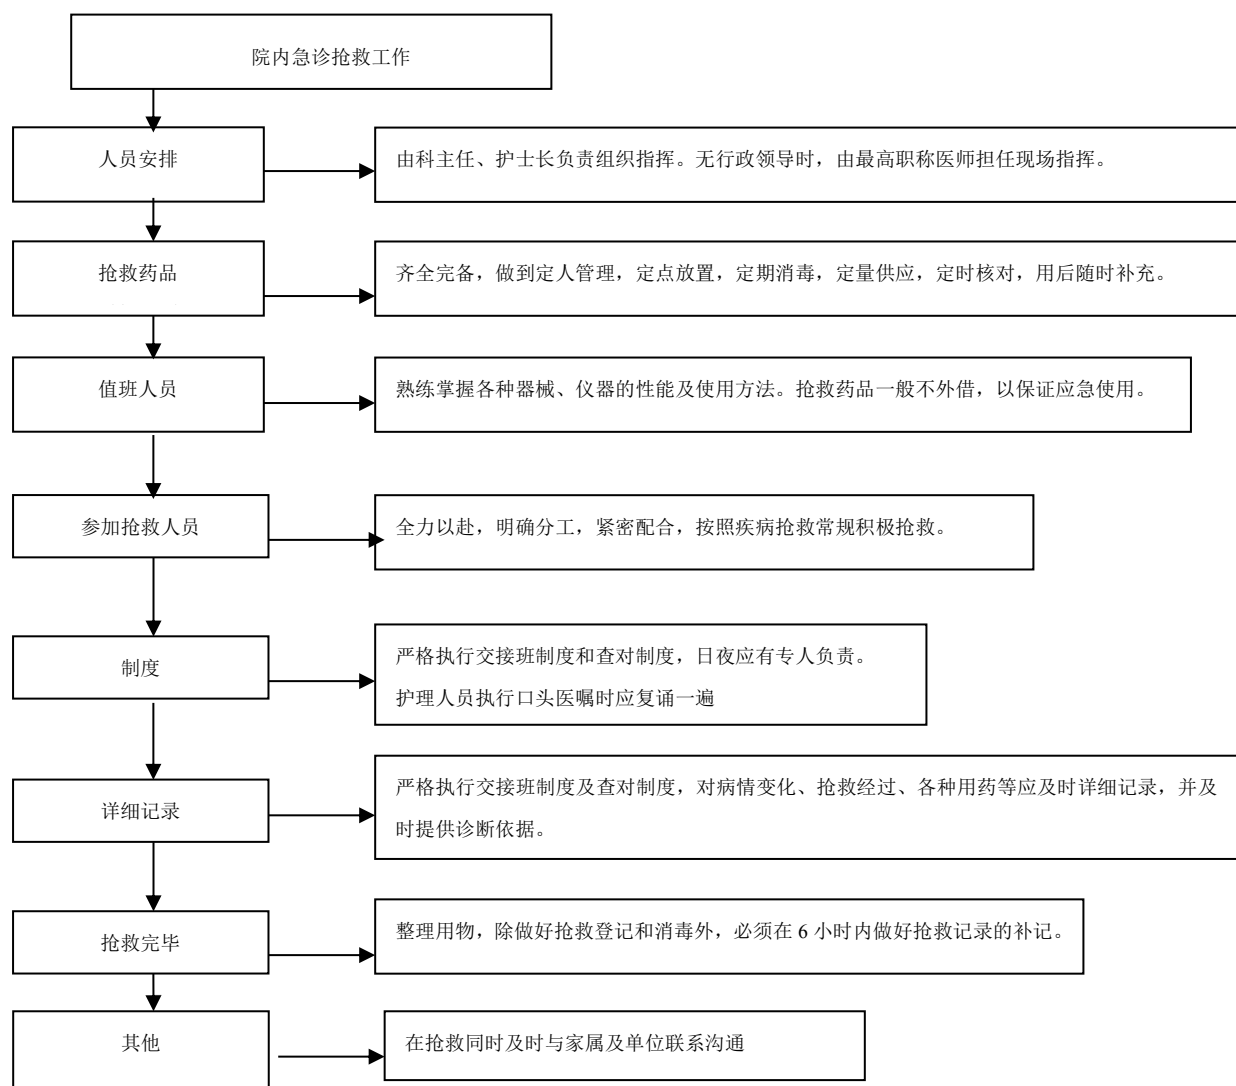 院内急诊抢救工作
人员安排
由科主任、护士长负责组织指挥。无行政领导时，由最高职称医师担任现场指挥。
抢救药品
齐全完备，做到定人管理，定点放置，定期消毒，定量供应，定时核对，用后随时补充。
值班人员
熟练掌握各种器械、仪器的性能及使用方法。抢救药品一般不外借，以保证应急使用。
参加抢救人员
全力以赴，明确分工，紧密配合，按照疾病抢救常规积极抢救。
制度
严格执行交接班制度和查对制度，日夜应有专人负责。
护理人员执行口头医嘱时应复诵一遍
详细记录
严格执行交接班制度及查对制度，对病情变化、抢救经过、各种用药等应及时详细记录，并及
时提供诊断依据。
抢救完毕
整理用物，除做好抢救登记和消毒外，必须在 6 小时内做好抢救记录的补记。
其他
在抢救同时及时与家属及单位联系沟通